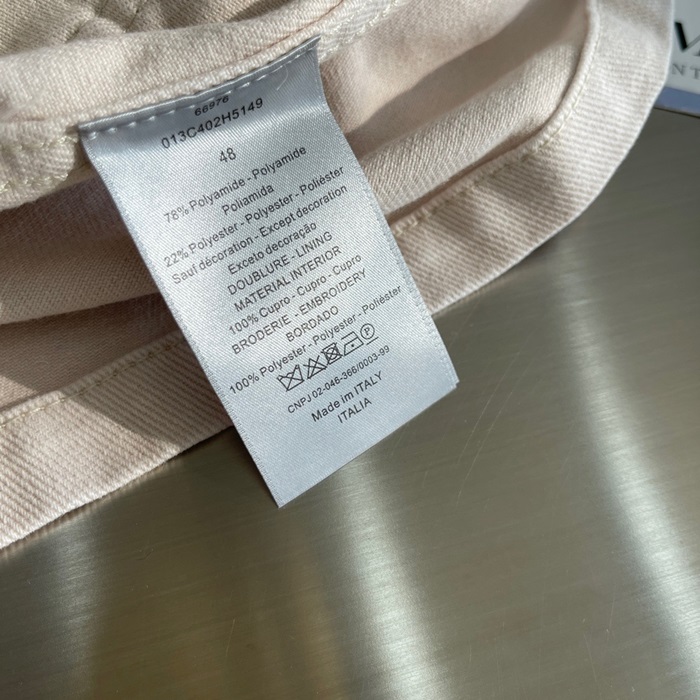 66976
013C402H5149
48
78% Polyamide - Polyamide
Poliamida
22% Polyester - Polyester - Poliéster
Sauf décoration - Except decoration
Exceto decoração
DOUBLURE - LINING
MATERIAL INTERIOR
100% Cupro - Cupro - Cupro
BRODERIE - EMBROIDERY
BORDADO
100% Polyester - Polyester - Poliéster
P
CNPJ 02-046-366/0003-99
Made im ITALY
ITALIA